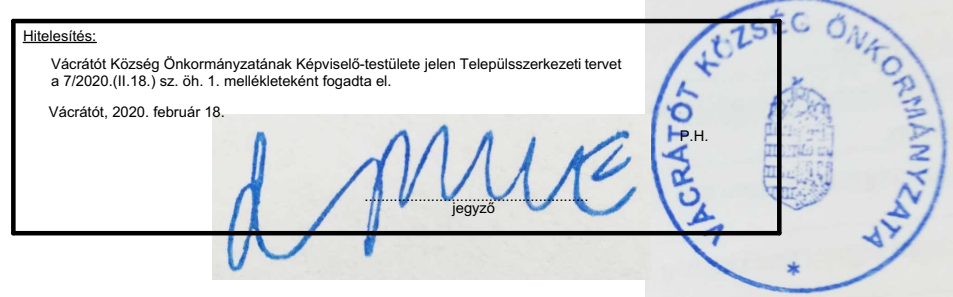 Hitelesítés:
Vácrátót Község Önkormányzatának Képviselő-testülete jelen Településszerkezeti tervet
a 7/2020.(II.18.) sz. öh. 1. mellékleteként fogadta el.
Vácrátót, 2020. február 18.
P.H.
jegyző
VÁCRÁTÓT KÖZSÉG ÖNKORMÁNYZATA
*